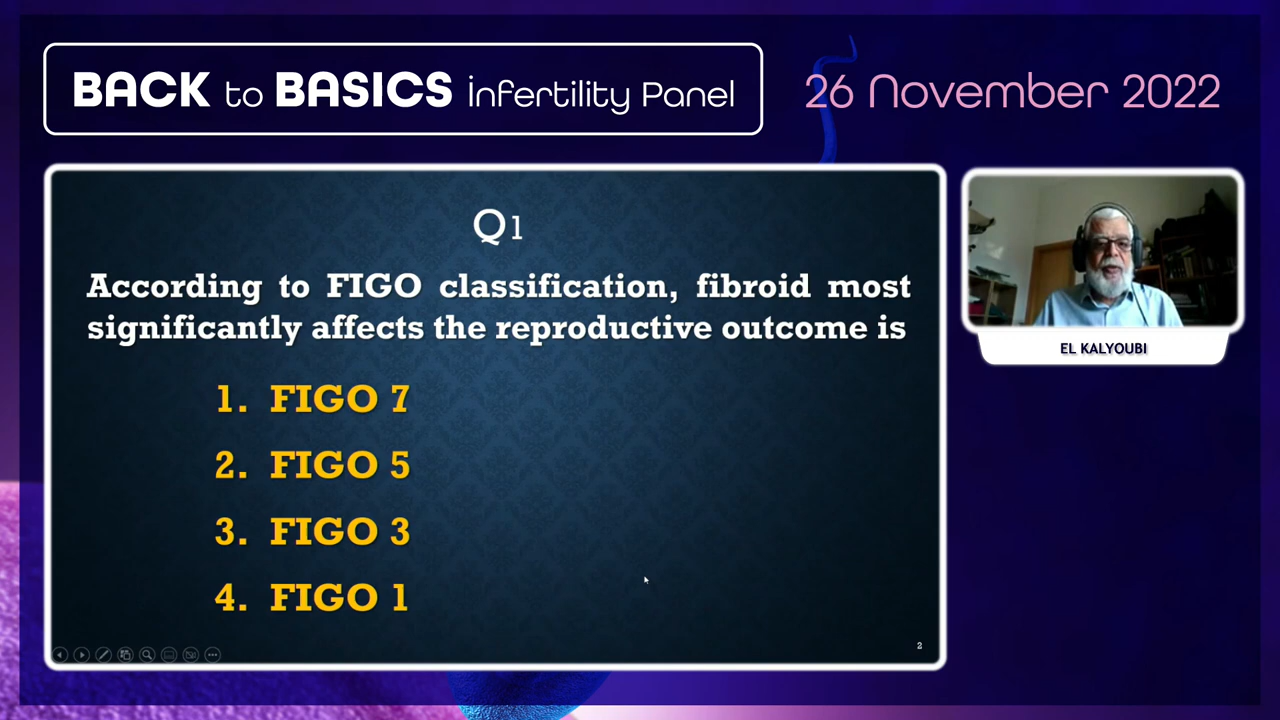 BACK to BASICS infertility Panel
26 November 2022
Q1
According to FIGO classification, fibroid most
significantly affects the reproductive outcome is
1. FIGO 7
2. FIGO 5
3. FIGO 3
4. FIGO 1
2
EL KALYOUBI